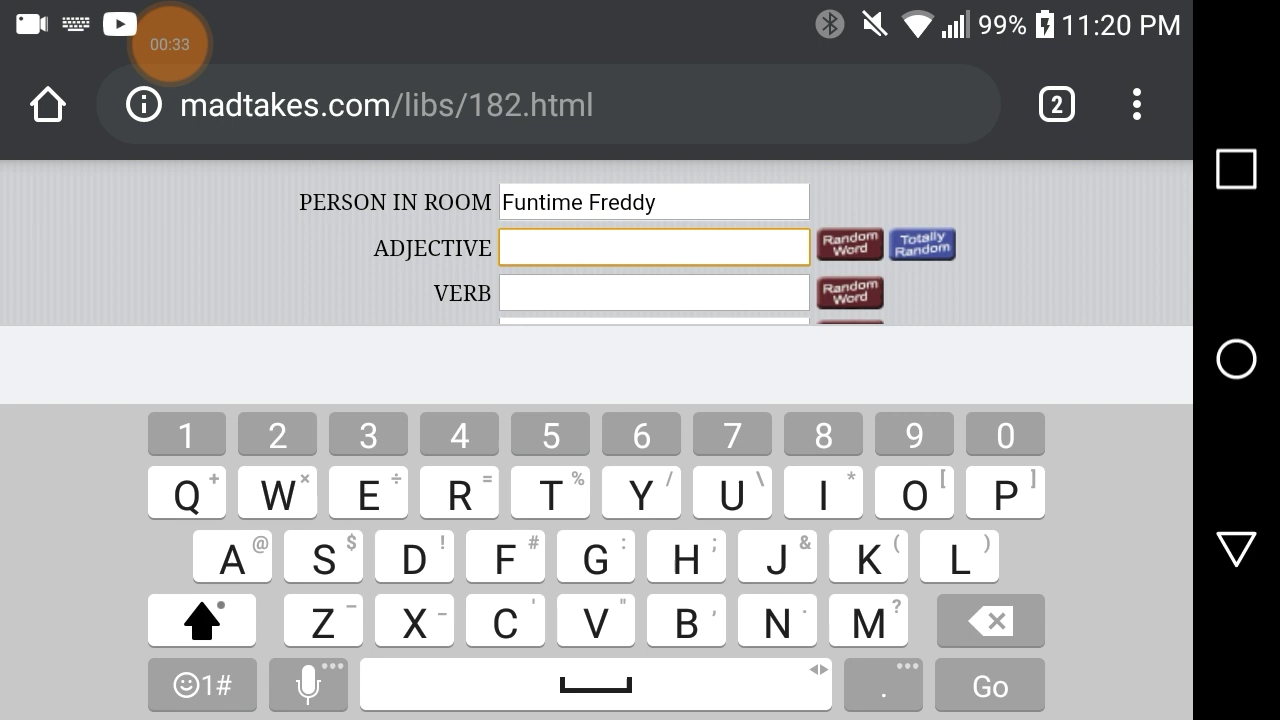 00:33
99% 11:20 PM
madtakes.com/libs/182.html
2
PERSON IN ROOM Funtime Freddy
ADJECTIVE Random Word Totally Random
VERB Random Word
1 2 3 4 5 6 7 8 9 0
Q + W × E ÷ R = T % Y / U \ I * O [ P ]
A @ S $ D ! F # G : H ; J & K ( L )
Z – X _ C ' V " B , N . M ?
1# ... ... . Go